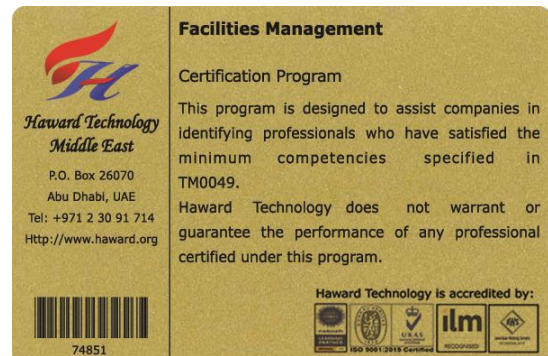 Haward Technology
Middle East
P.O. Box 26070
Abu Dhabi, UAE
Tel: +971 2 30 91 714
Http://www.haward.org
74851
Facilities Management
Certification Program
This program is designed to assist companies in
identifying professionals who have satisfied the
minimum competencies specified in
TM0049.
Haward Technology does not warrant or
guarantee the performance of any professional
certified under this program.
Haward Technology is accredited by:
UKAS
ISO 9001:2015 Certified
ilm
RECOGNISED